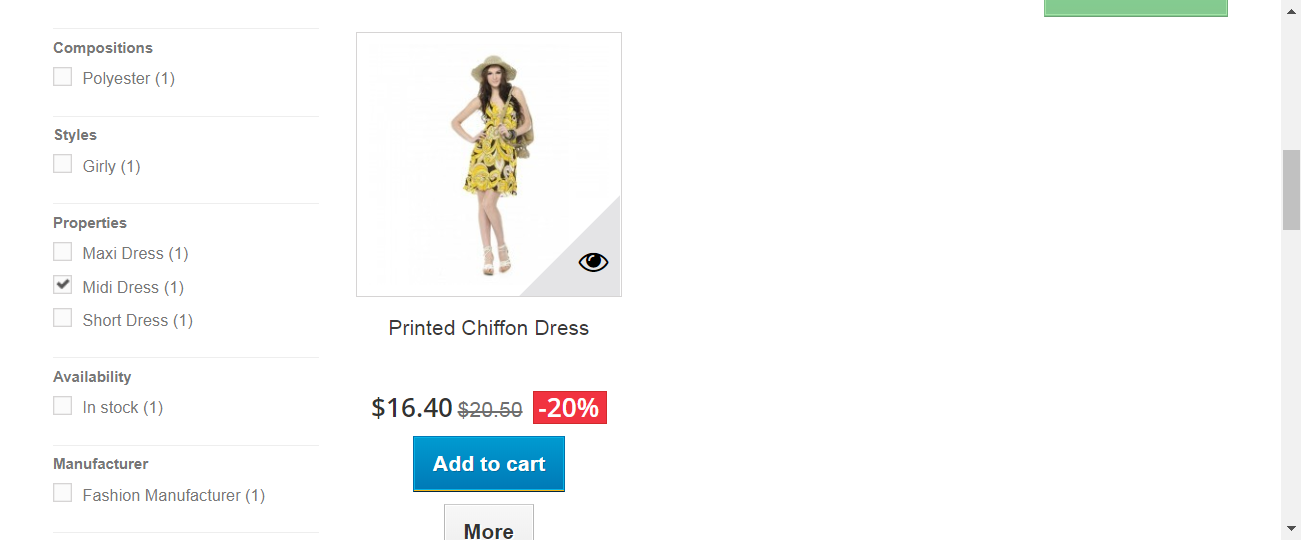 Compositions
Polyester (1)
Styles
Girly (1)
Properties
Maxi Dress (1)
Midi Dress (1)
Short Dress (1)
Availability
In stock (1)
Manufacturer
Fashion Manufacturer (1)
Printed Chiffon Dress
$16.40 $20.50 -20%
Add to cart
More